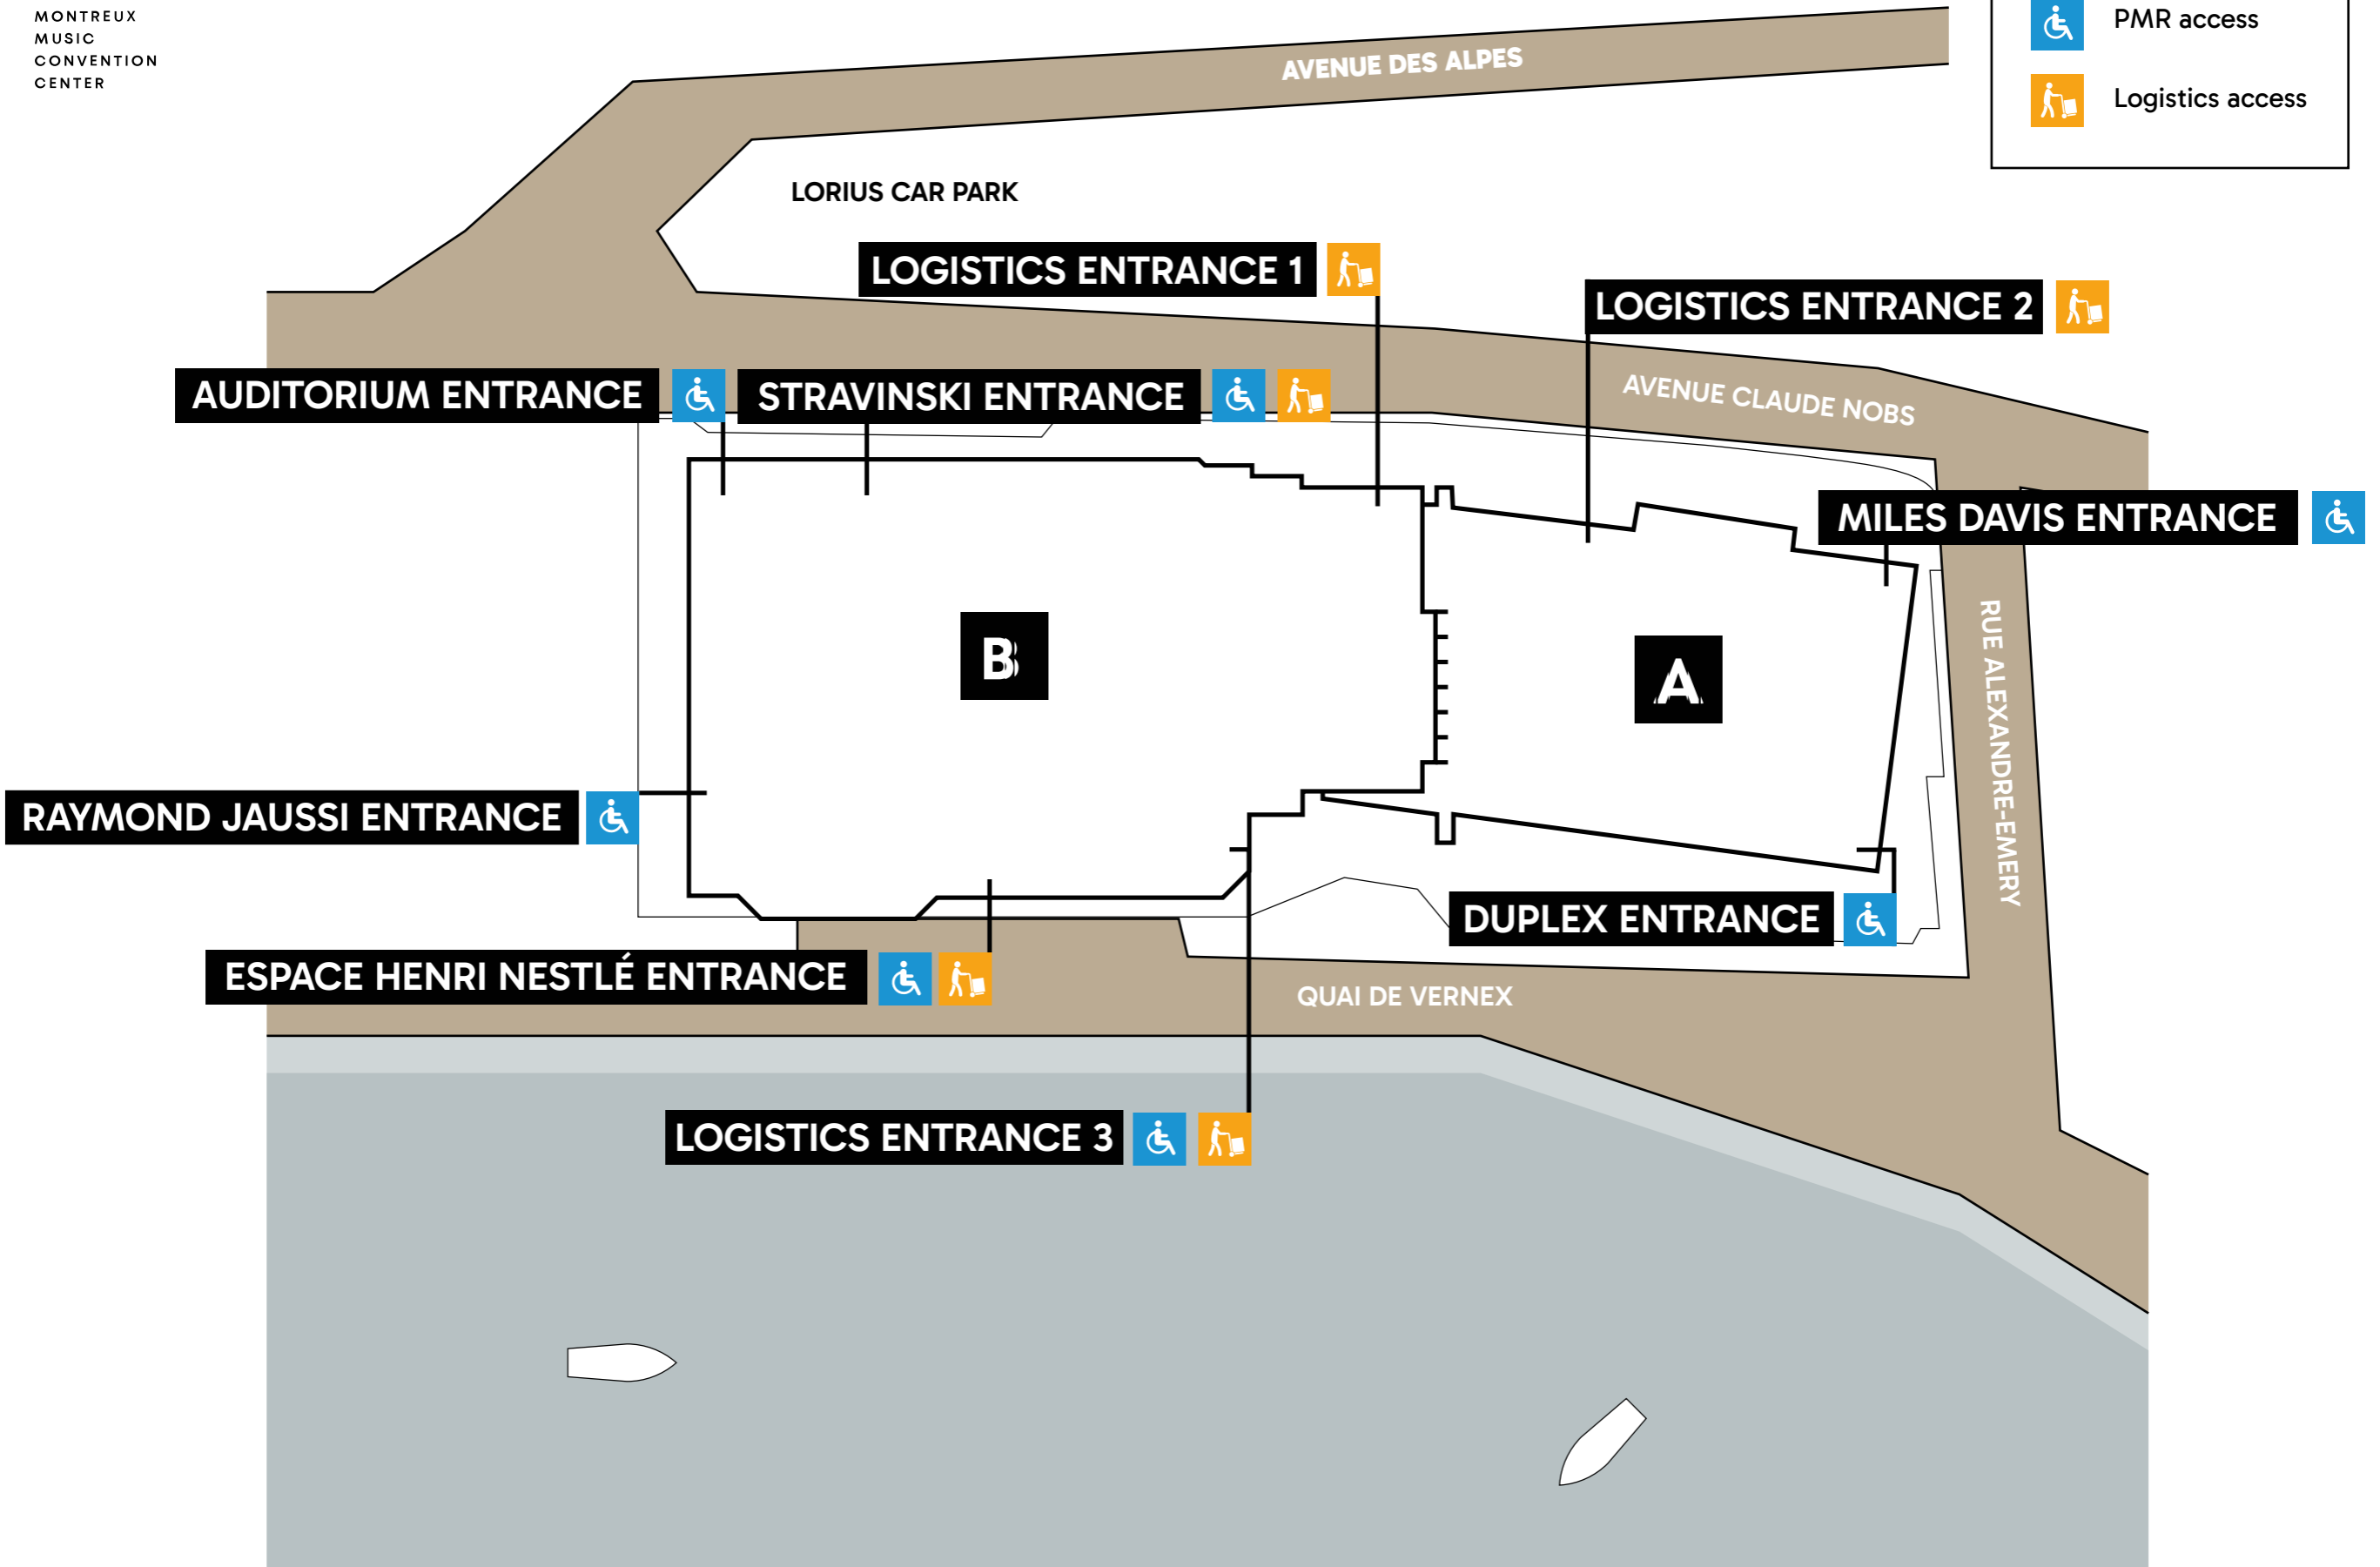 MONTREUX
MUSIC
CONVENTION
CENTER
PMR access
Logistics access
AVENUE DES ALPES
LORIUS CAR PARK
LOGISTICS ENTRANCE 1
LOGISTICS ENTRANCE 2
AUDITORIUM ENTRANCE
STRAVINSKI ENTRANCE
AVENUE CLAUDE NOBS
MILES DAVIS ENTRANCE
B
A
RUE ALEXANDRE-EMERY
RAYMOND JAUSSI ENTRANCE
DUPLEX ENTRANCE
ESPACE HENRI NESTLÉ ENTRANCE
QUAI DE VERNEX
LOGISTICS ENTRANCE 3